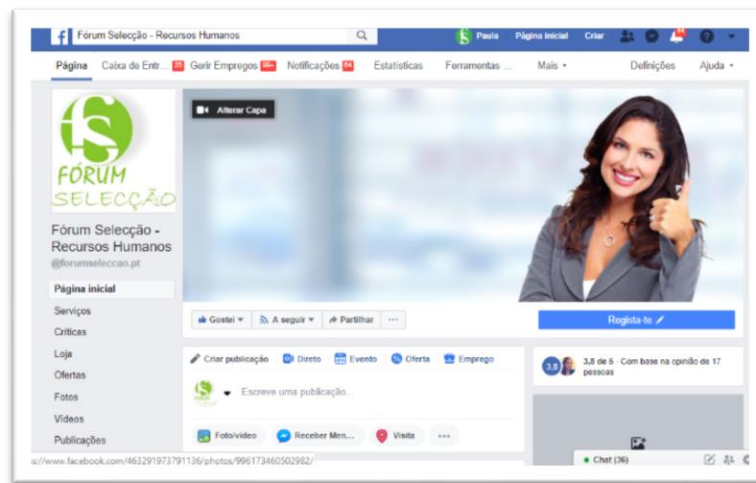 Fórum Selecção - Recursos Humanos
Paula Página inicial Criar
Página Caixa de Entr... Gerir Empregos Notificações 64 Estatísticas Ferramentas ... Mais Definições Ajuda
Alterar Capa
FÓRUM
SELECÇÃO
Fórum Selecção -
Recursos Humanos
@forumseleccao.pt
Página inicial
Serviços
Críticas
Loja
Ofertas
Fotos
Vídeos
Publicações
Gostei A seguir Partilhar ...
Regista-te
Criar publicação Direto Evento Oferta Emprego
Escreve uma publicação...
Foto/vídeo Receber Men... Visita ...
3,8 3,8 de 5 · Com base na opinião de 17
pessoas
s://www.facebook.com/463291973791136/photos/996173460502982/
Chat (36)